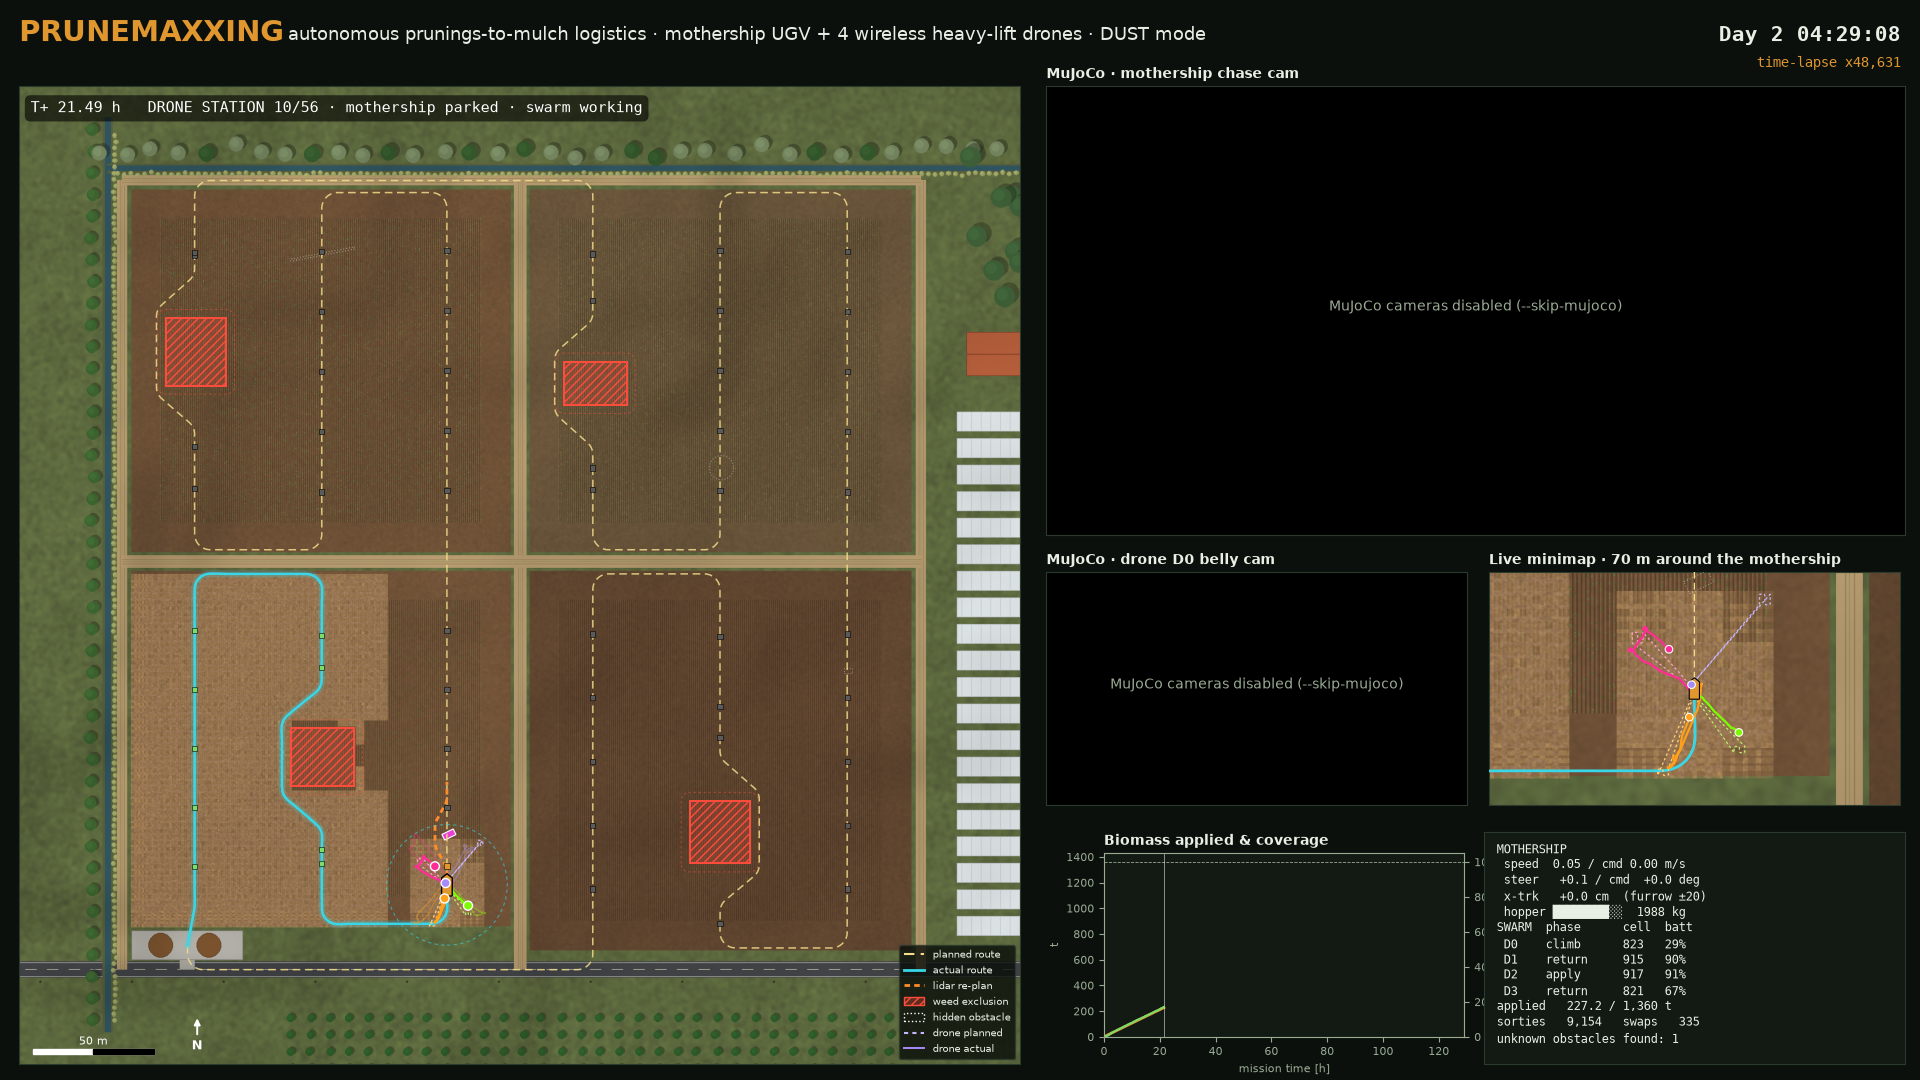 PRUNEMAXXING autonomous prunings-to-mulch logistics · mothership UGV + 4 wireless heavy-lift drones · DUST mode
Day 2 04:29:08
time-lapse x48,631
T+ 21.49 h DRONE STATION 10/56 · mothership parked · swarm working
50 m
N
planned route
actual route
lidar re-plan
weed exclusion
hidden obstacle
drone planned
drone actual
MuJoCo · mothership chase cam
MuJoCo cameras disabled (--skip-mujoco)
MuJoCo · drone D0 belly cam
MuJoCo cameras disabled (--skip-mujoco)
Live minimap · 70 m around the mothership
Biomass applied & coverage
1400
1200
1000
800
600
400
200
0
t
0 20 40 60 80 100 120
mission time [h]
0
MOTHERSHIP
speed 0.05 / cmd 0.00 m/s
steer +0.1 / cmd +0.0 deg
x-trk +0.0 cm (furrow ±20)
hopper 1988 kg
SWARM phase cell batt
D0 climb 823 29%
D1 return 915 90%
D2 apply 917 91%
D3 return 821 67%
applied 227.2 / 1,360 t
sorties 9,154 swaps 335
unknown obstacles found: 1